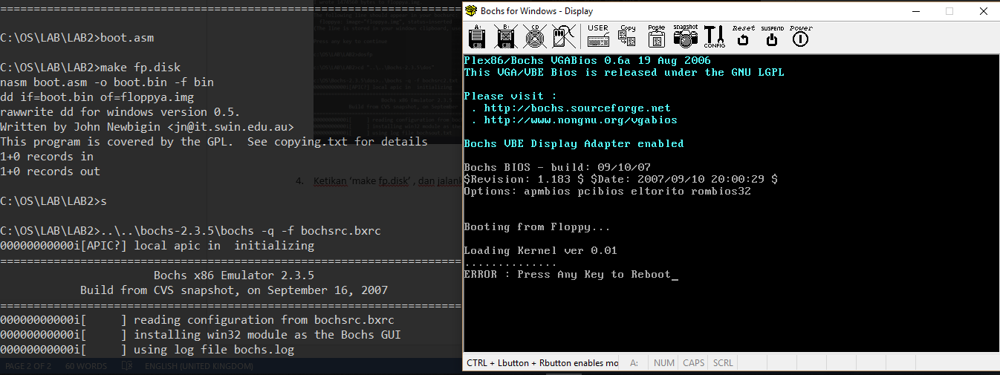 C:\OS\LAB\LAB2>boot.asm
C:\OS\LAB\LAB2>make fp.disk
nasm boot.asm -o boot.bin -f bin
dd if=boot.bin of=floppya.img
rawwrite dd for windows version 0.5.
Written by John Newbigin <jn@it.swin.edu.au>
This program is covered by the GPL.  See copying.txt for details
1+0 records in
1+0 records out
4. Ketikan 'make fp.disk' , dan jalank
C:\OS\LAB\LAB2>s
C:\OS\LAB\LAB2>..\..\bochs-2.3.5\bochs -q -f bochsrc.bxrc
00000000000i[APIC?] local apic in  initializing
========================================================================
Bochs x86 Emulator 2.3.5
Build from CVS snapshot, on September 16, 2007
========================================================================
00000000000i[     ] reading configuration from bochsrc.bxrc
00000000000i[     ] installing win32 module as the Bochs GUI
00000000000i[     ] using log file bochs.log
PAGE 2 OF 2 60 WORDS ENGLISH (UNITED KINGDOM)
Bochs for Windows - Display
A: B: CD USER Copy Paste snapshot CONFIG Reset SUSPEND Power
Plex86/Bochs VGABios 0.6a 19 Aug 2006
This VGA/VBE Bios is released under the GNU LGPL
Please visit :
. http://bochs.sourceforge.net
. http://www.nongnu.org/vgabios
Bochs VBE Display Adapter enabled
Bochs BIOS - build: 09/10/07
$Revision: 1.183 $ $Date: 2007/09/10 20:00:29 $
Options: apmbios pcibios eltorito rombios32
Booting from Floppy...
Loading Kernel ver 0.01
..............
ERROR : Press Any Key to Reboot_
CTRL + Lbutton + Rbutton enables mo A: NUM CAPS SCRL